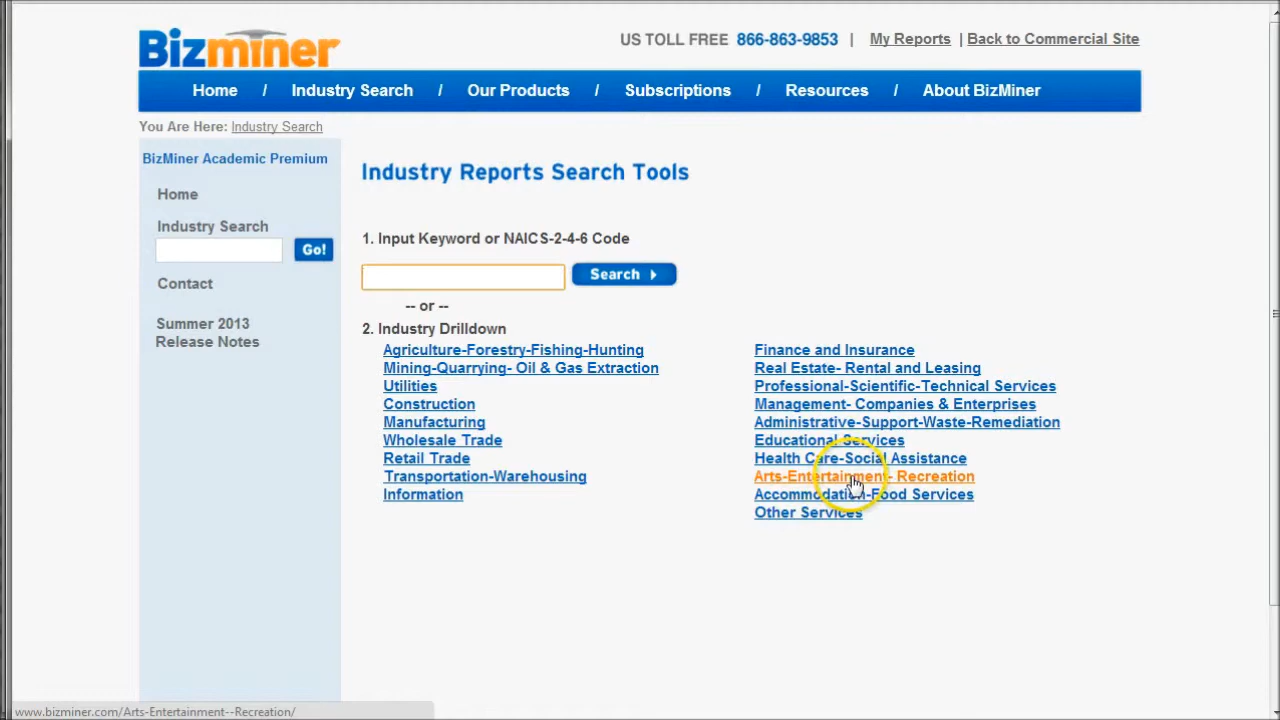 Bizminer
US TOLL FREE 866-863-9853 | My Reports | Back to Commercial Site
Home / Industry Search / Our Products / Subscriptions / Resources / About BizMiner
You Are Here: Industry Search
BizMiner Academic Premium
Home
Industry Search
Go!
Contact
Summer 2013
Release Notes
Industry Reports Search Tools
1. Input Keyword or NAICS-2-4-6 Code
Search
-- or --
2. Industry Drilldown
Agriculture-Forestry-Fishing-Hunting
Mining-Quarrying- Oil & Gas Extraction
Utilities
Construction
Manufacturing
Wholesale Trade
Retail Trade
Transportation-Warehousing
Information
Finance and Insurance
Real Estate- Rental and Leasing
Professional-Scientific-Technical Services
Management- Companies & Enterprises
Administrative-Support-Waste-Remediation
Educational Services
Health Care-Social Assistance
Arts-Entertainment- Recreation
Accommodation-Food Services
Other Services
www.bizminer.com/Arts-Entertainment--Recreation/